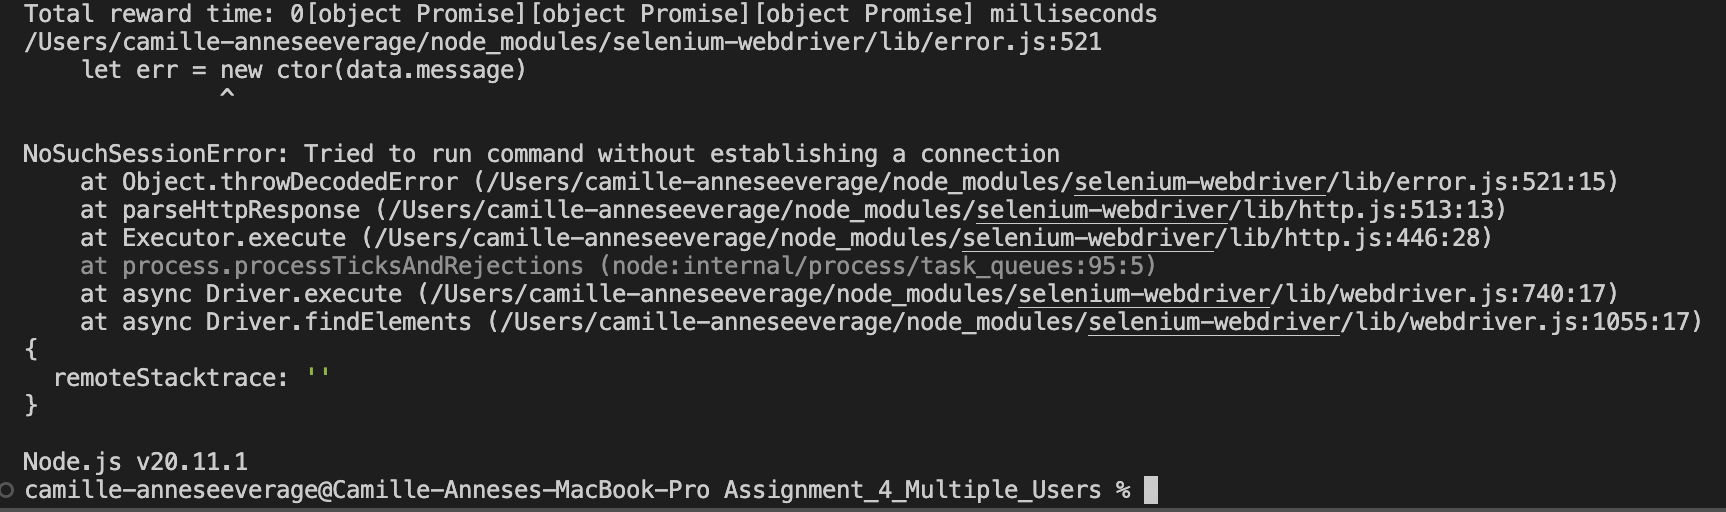 Total reward time: 0[object Promise][object Promise][object Promise] milliseconds
/Users/camille-anneseeverage/node_modules/selenium-webdriver/lib/error.js:521
    let err = new ctor(data.message)
              ^
NoSuchSessionError: Tried to run command without establishing a connection
    at Object.throwDecodedError (/Users/camille-anneseeverage/node_modules/selenium-webdriver/lib/error.js:521:15)
    at parseHttpResponse (/Users/camille-anneseeverage/node_modules/selenium-webdriver/lib/http.js:513:13)
    at Executor.execute (/Users/camille-anneseeverage/node_modules/selenium-webdriver/lib/http.js:446:28)
    at process.processTicksAndRejections (node:internal/process/task_queues:95:5)
    at async Driver.execute (/Users/camille-anneseeverage/node_modules/selenium-webdriver/lib/webdriver.js:740:17)
    at async Driver.findElements (/Users/camille-anneseeverage/node_modules/selenium-webdriver/lib/webdriver.js:1055:17)
{
  remoteStacktrace: ''
}
Node.js v20.11.1
camille-anneseeverage@Camille-Anneses-MacBook-Pro Assignment_4_Multiple_Users %